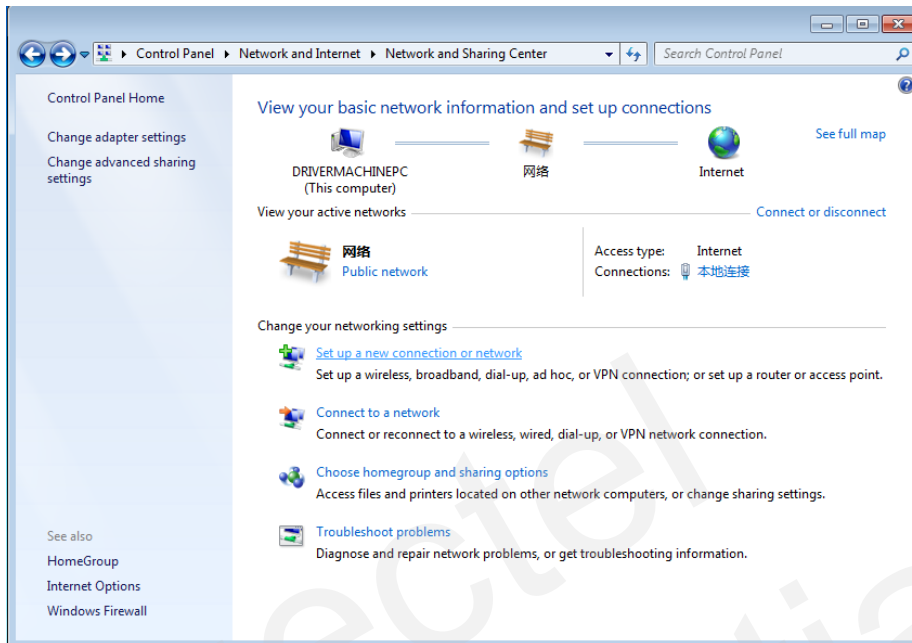 Control Panel ▸ Network and Internet ▸ Network and Sharing Center
Search Control Panel
Control Panel Home
Change adapter settings
Change advanced sharing
settings
View your basic network information and set up connections
See full map
DRIVERMACHINEPC
(This computer)
网络
Internet
View your active networks
Connect or disconnect
网络
Public network
Access type: Internet
Connections: 本地连接
Change your networking settings
Set up a new connection or network
Set up a wireless, broadband, dial-up, ad hoc, or VPN connection; or set up a router or access point.
Connect to a network
Connect or reconnect to a wireless, wired, dial-up, or VPN network connection.
Choose homegroup and sharing options
Access files and printers located on other network computers, or change sharing settings.
Troubleshoot problems
Diagnose and repair network problems, or get troubleshooting information.
See also
HomeGroup
Internet Options
Windows Firewall